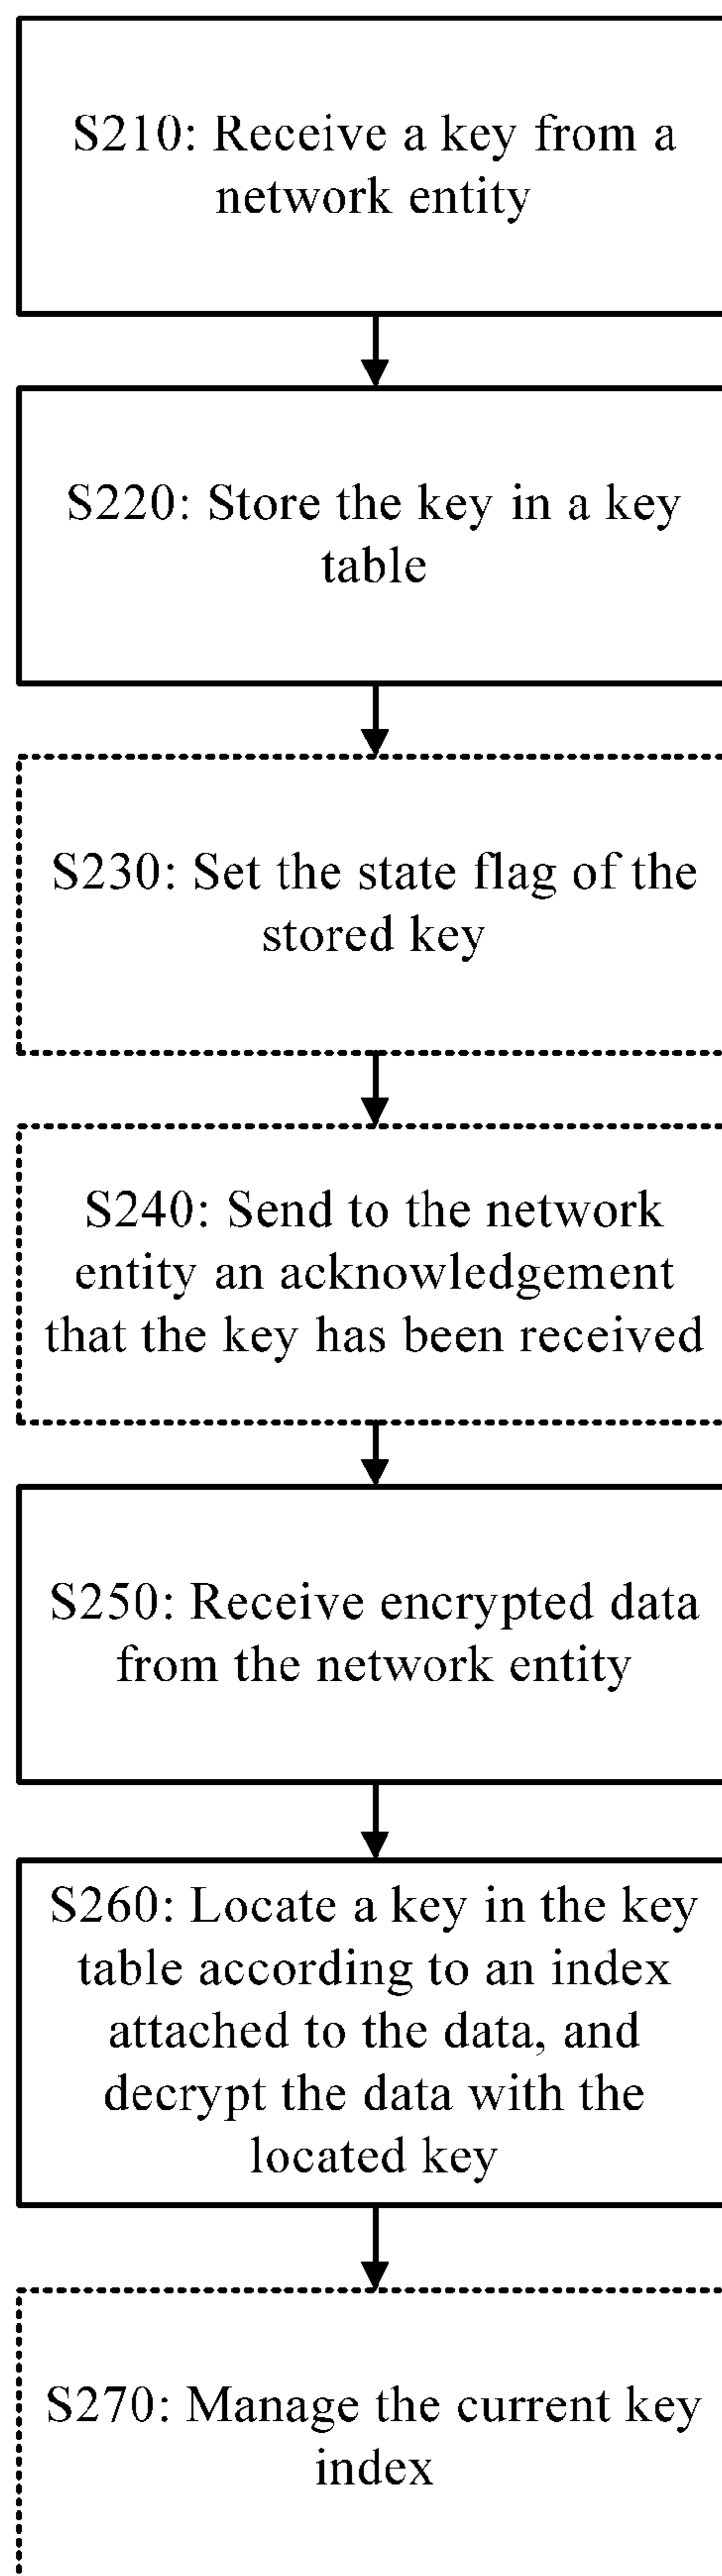 S210: Receive a key from a
network entity
S220: Store the key in a key
table
S230: Set the state flag of the
stored key
S240: Send to the network
entity an acknowledgement
that the key has been received
S250: Receive encrypted data
from the network entity
S260: Locate a key in the key
table according to an index
attached to the data, and
decrypt the data with the
located key
S270: Manage the current key
index